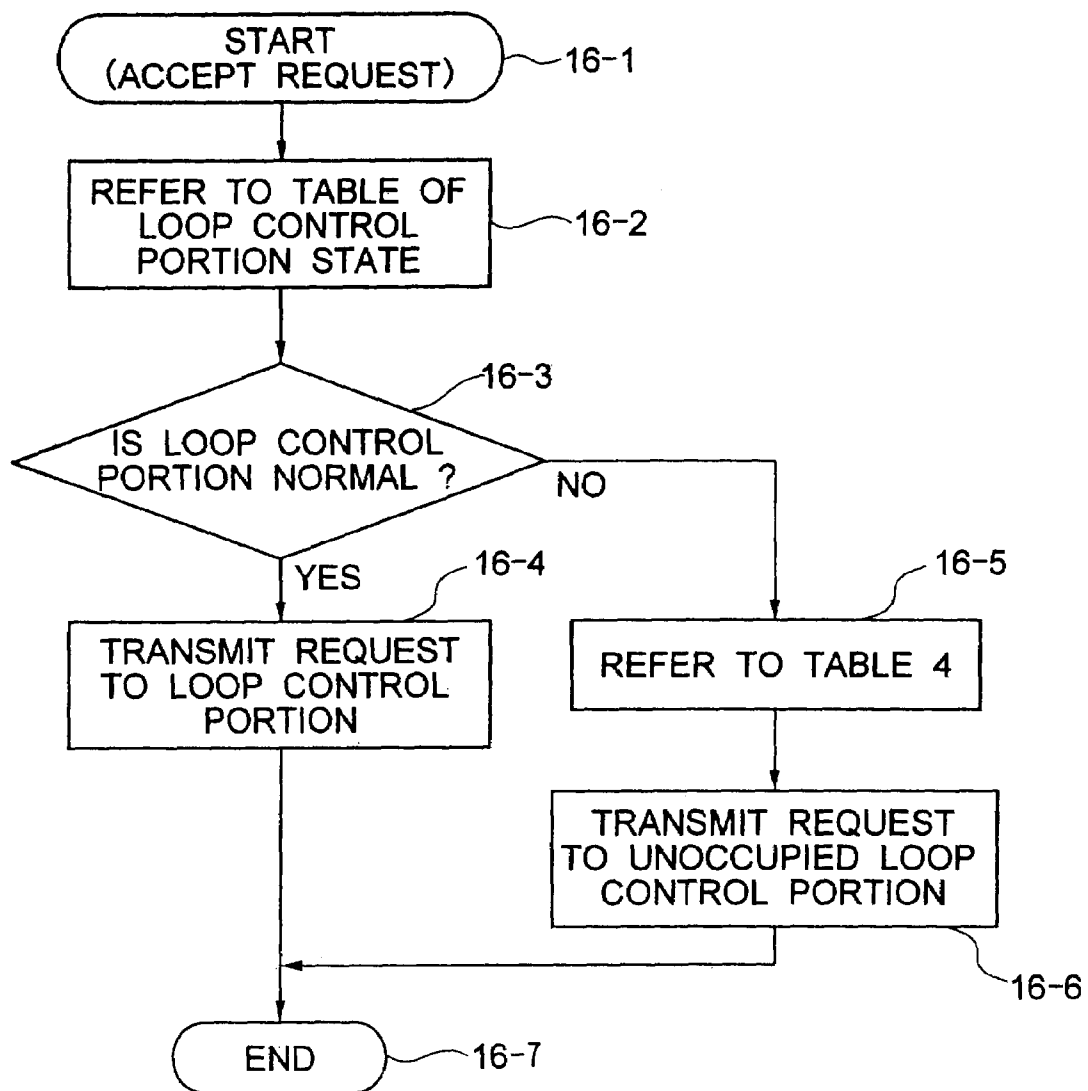 START
(ACCEPT REQUEST)
16-1
REFER TO TABLE OF
LOOP CONTROL
PORTION STATE
16-2
16-3
IS LOOP CONTROL
PORTION NORMAL ?
NO
YES
16-4
TRANSMIT REQUEST
TO LOOP CONTROL
PORTION
16-5
REFER TO TABLE 4
TRANSMIT REQUEST
TO UNOCCUPIED LOOP
CONTROL PORTION
16-6
END
16-7